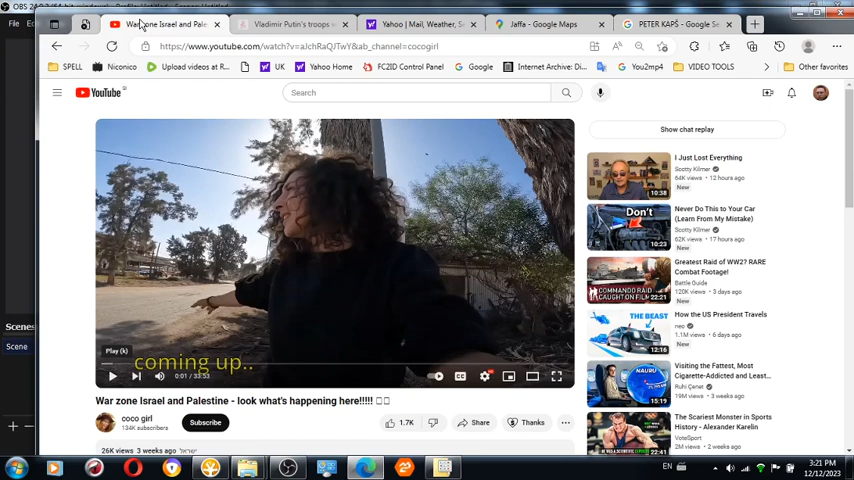 OBS 24.0.3 (64
File
War zone Israel and Pale
Vladimir Putin's troops w
Yahoo | Mail, Weather, Se
Jaffa - Google Maps
PETER KAPŠ - Google Se
https://www.youtube.com/watch?v=aJchRaQJTwY&ab_channel=cocogirl
SPELL
Niconico
Upload videos at R...
UK
Yahoo Home
FC2ID Control Panel
Google
Internet Archive: Di...
You2mp4
VIDEO TOOLS
Other favorites
YouTube
Search
Show chat replay
I Just Lost Everything
Scotty Kilmer
64K views • 12 hours ago
New
10:38
Don't
Never Do This to Your Car
(Learn From My Mistake)
Scotty Kilmer
62K views • 17 hours ago
New
10:23
COMMANDO RAID
CAUGHT ON FILM
22:21
Greatest Raid of WW2? RARE
Combat Footage!
Battle Guide
120K views • 3 days ago
New
THE BEAST
12:16
How the US President Travels
neo
1.1M views • 6 days ago
New
NAURU
15:19
Visiting the Fattest, Most
Cigarette-Addicted and Least...
Ruhi Çenet
19M views • 3 weeks ago
22:41
The Scariest Monster in Sports
History - Alexander Karelin
VoteSport
2M views • 2 weeks ago
Play (k)
coming up..
0:01 / 33:53
Scenes
Scene
War zone Israel and Palestine - look what's happening here!!!!!
coco girl
134K subscribers
Subscribe
1.7K
Share
Thanks
26K views 3 weeks ago
EN
3:21 PM
12/12/2023